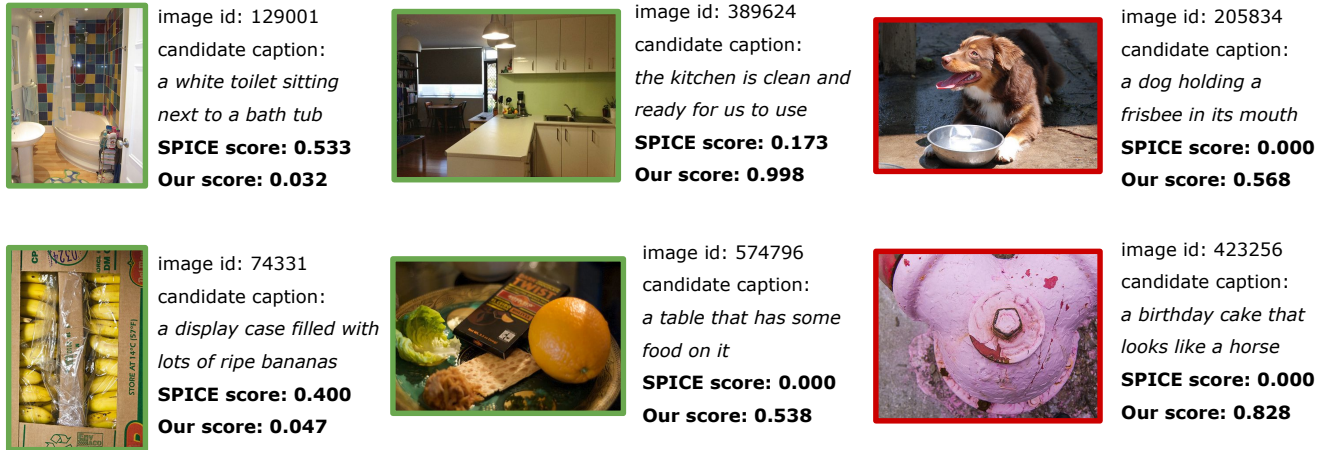 image id: 129001
candidate caption:
a white toilet sitting
next to a bath tub
SPICE score: 0.533
Our score: 0.032
image id: 389624
candidate caption:
the kitchen is clean and
ready for us to use
SPICE score: 0.173
Our score: 0.998
image id: 205834
candidate caption:
a dog holding a
frisbee in its mouth
SPICE score: 0.000
Our score: 0.568
STORE AT 14°C (57°F)
image id: 74331
candidate caption:
a display case filled with
lots of ripe bananas
SPICE score: 0.400
Our score: 0.047
TWIST
image id: 574796
candidate caption:
a table that has some
food on it
SPICE score: 0.000
Our score: 0.538
image id: 423256
candidate caption:
a birthday cake that
looks like a horse
SPICE score: 0.000
Our score: 0.828